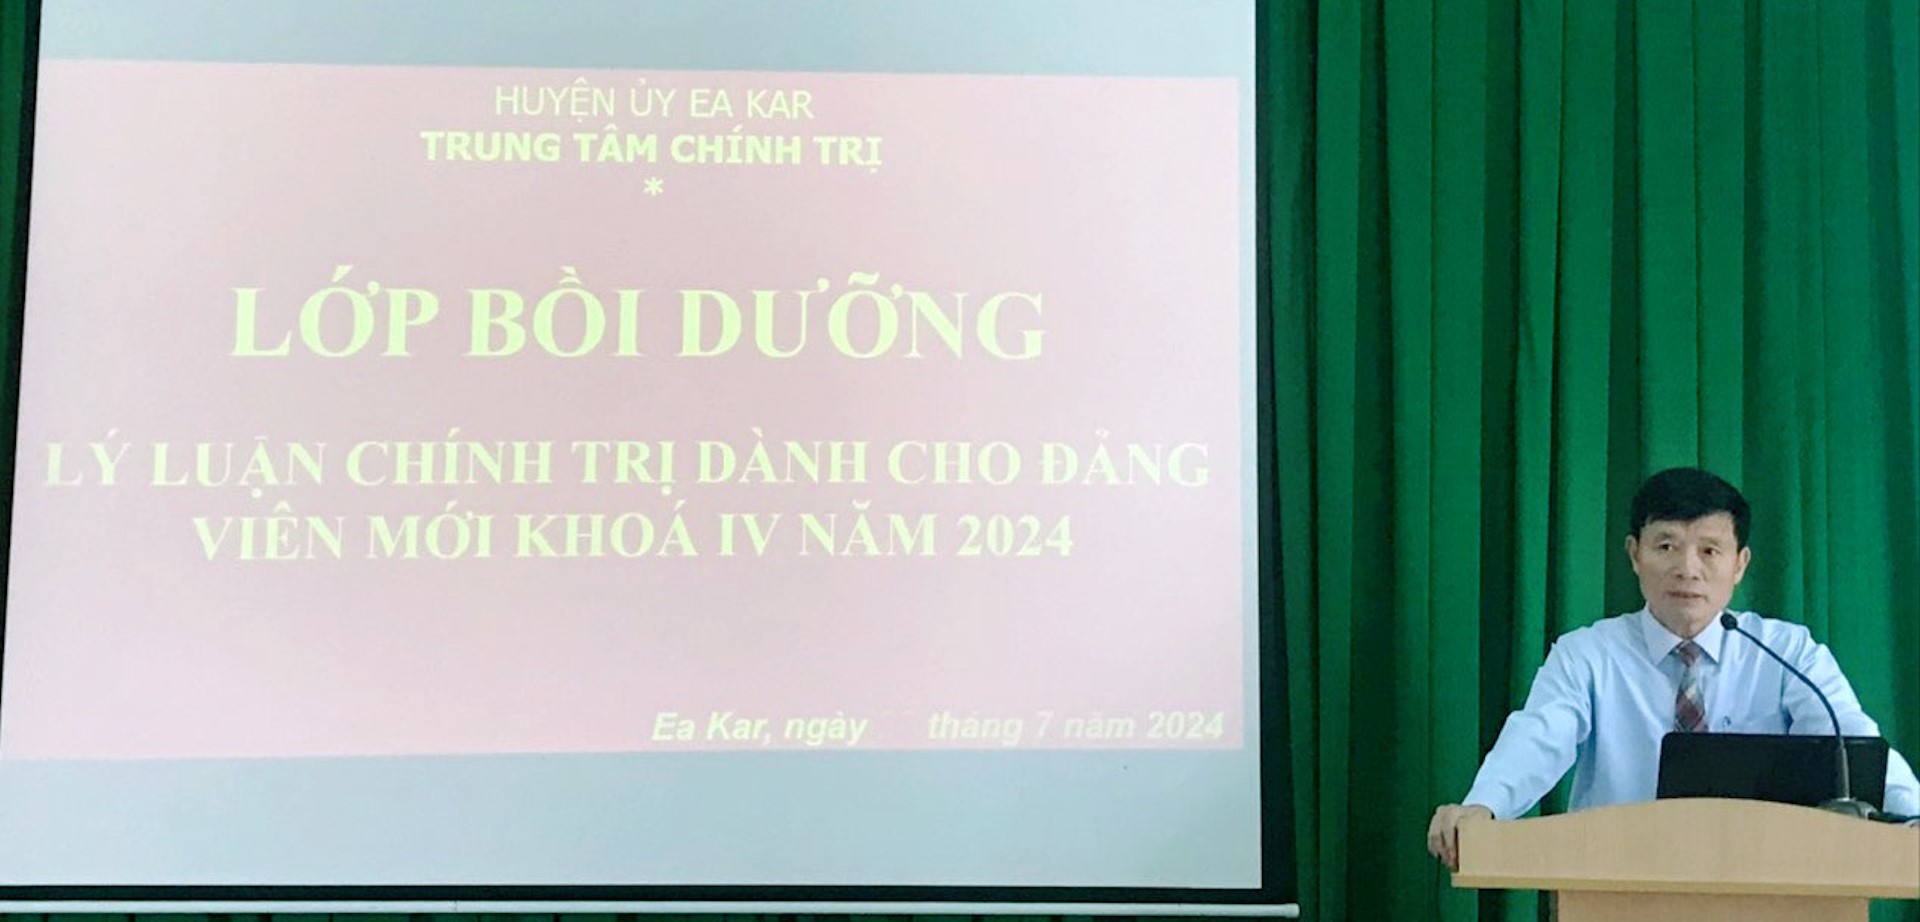 HUYỆN ỦY EA KAR
TRUNG TÂM CHÍNH TRỊ
*
LỚP BỒI DƯỠNG
LÝ LUẬN CHÍNH TRỊ DÀNH CHO ĐẢNG
VIÊN MỚI KHOÁ IV NĂM 2024
Ea Kar, ngày tháng 7 năm 2024